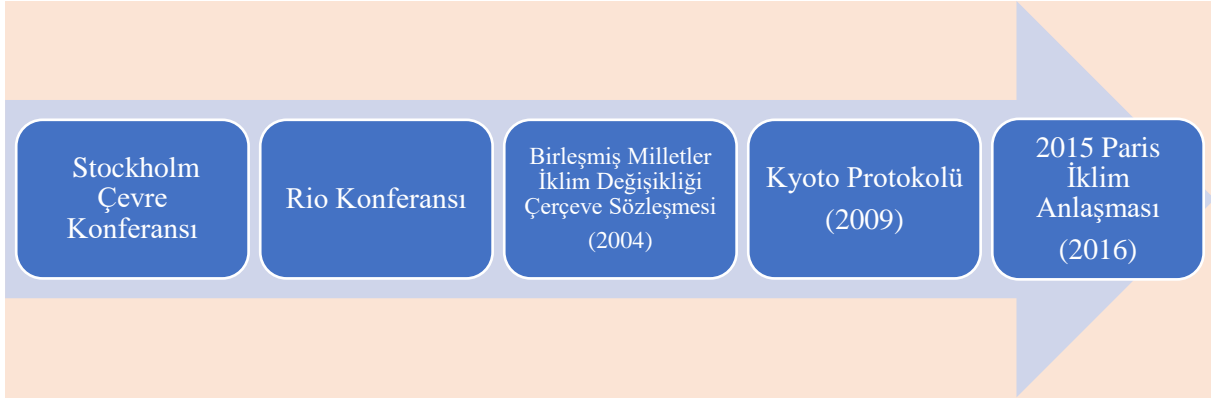 Stockholm
Çevre
Konferansı
Rio Konferansı
Birleşmiş Milletler
İklim Değişikliği
Çerçeve Sözleşmesi
(2004)
Kyoto Protokolü
(2009)
2015 Paris
İklim
Anlaşması
(2016)